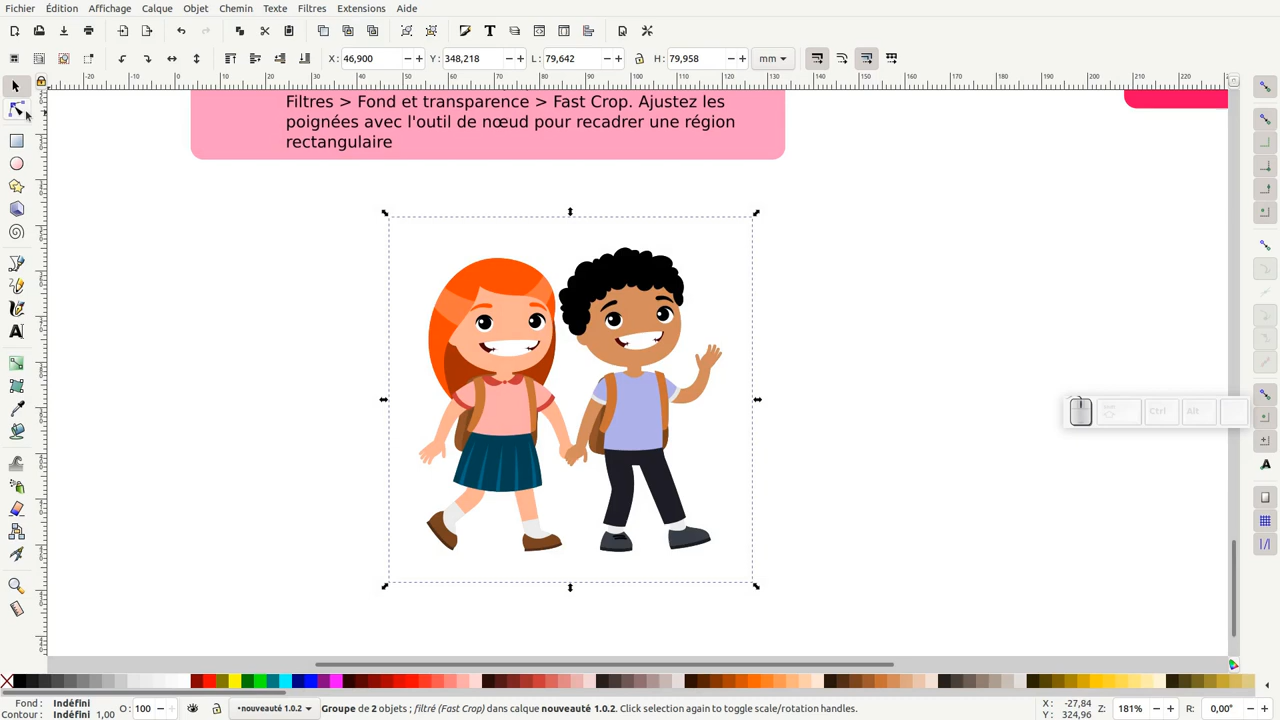 Fichier Édition Affichage Calque Objet Chemin Texte Filtres Extensions Aide
X: 46,900 Y: 348,218 L: 79,642 H: 79,958 mm
Filtres > Fond et transparence > Fast Crop. Ajustez les
poignées avec l'outil de nœud pour recadrer une région
rectangulaire
Ctrl Alt
Fond : Indéfini
Contour : Indéfini 1,00
O: 100
nouveauté 1.0.2
Groupe de 2 objets ; filtré (Fast Crop) dans calque nouveauté 1.0.2. Click selection again to toggle scale/rotation handles.
X: -27,84
Y: 324,96
Z: 181% R: 0,00°